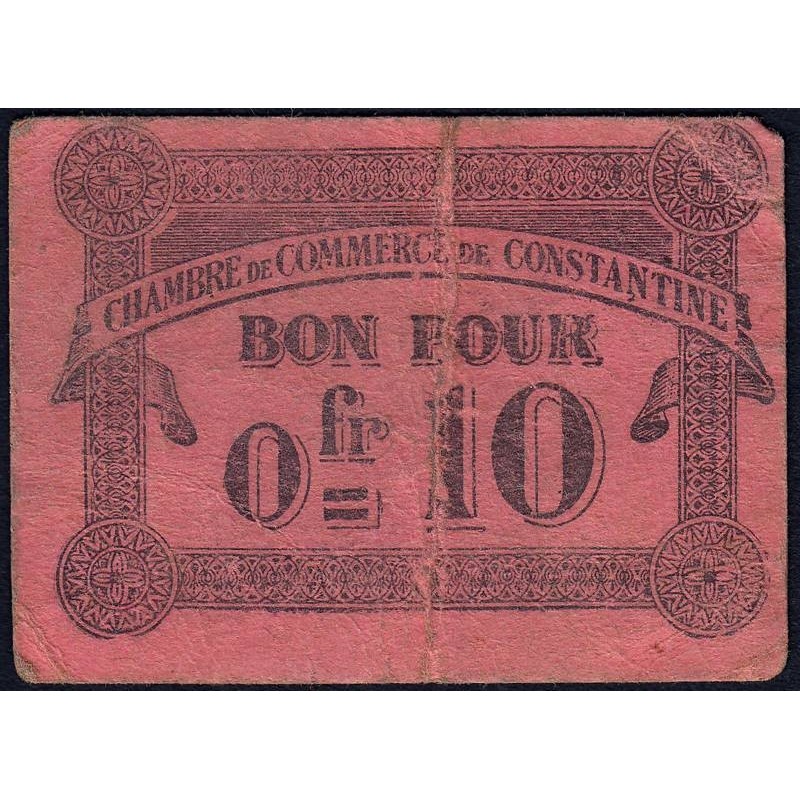 CHAMBRE DE COMMERCE DE CONSTANTINE
BON POUR
0 fr = 10